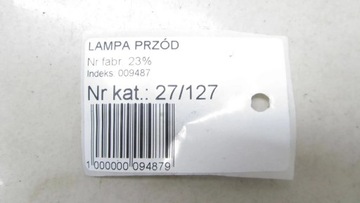 LAMPA PRZÓD
Nr fabr. 23%
Indeks. 009487
Nr kat.: 27/127
1 000000 094879